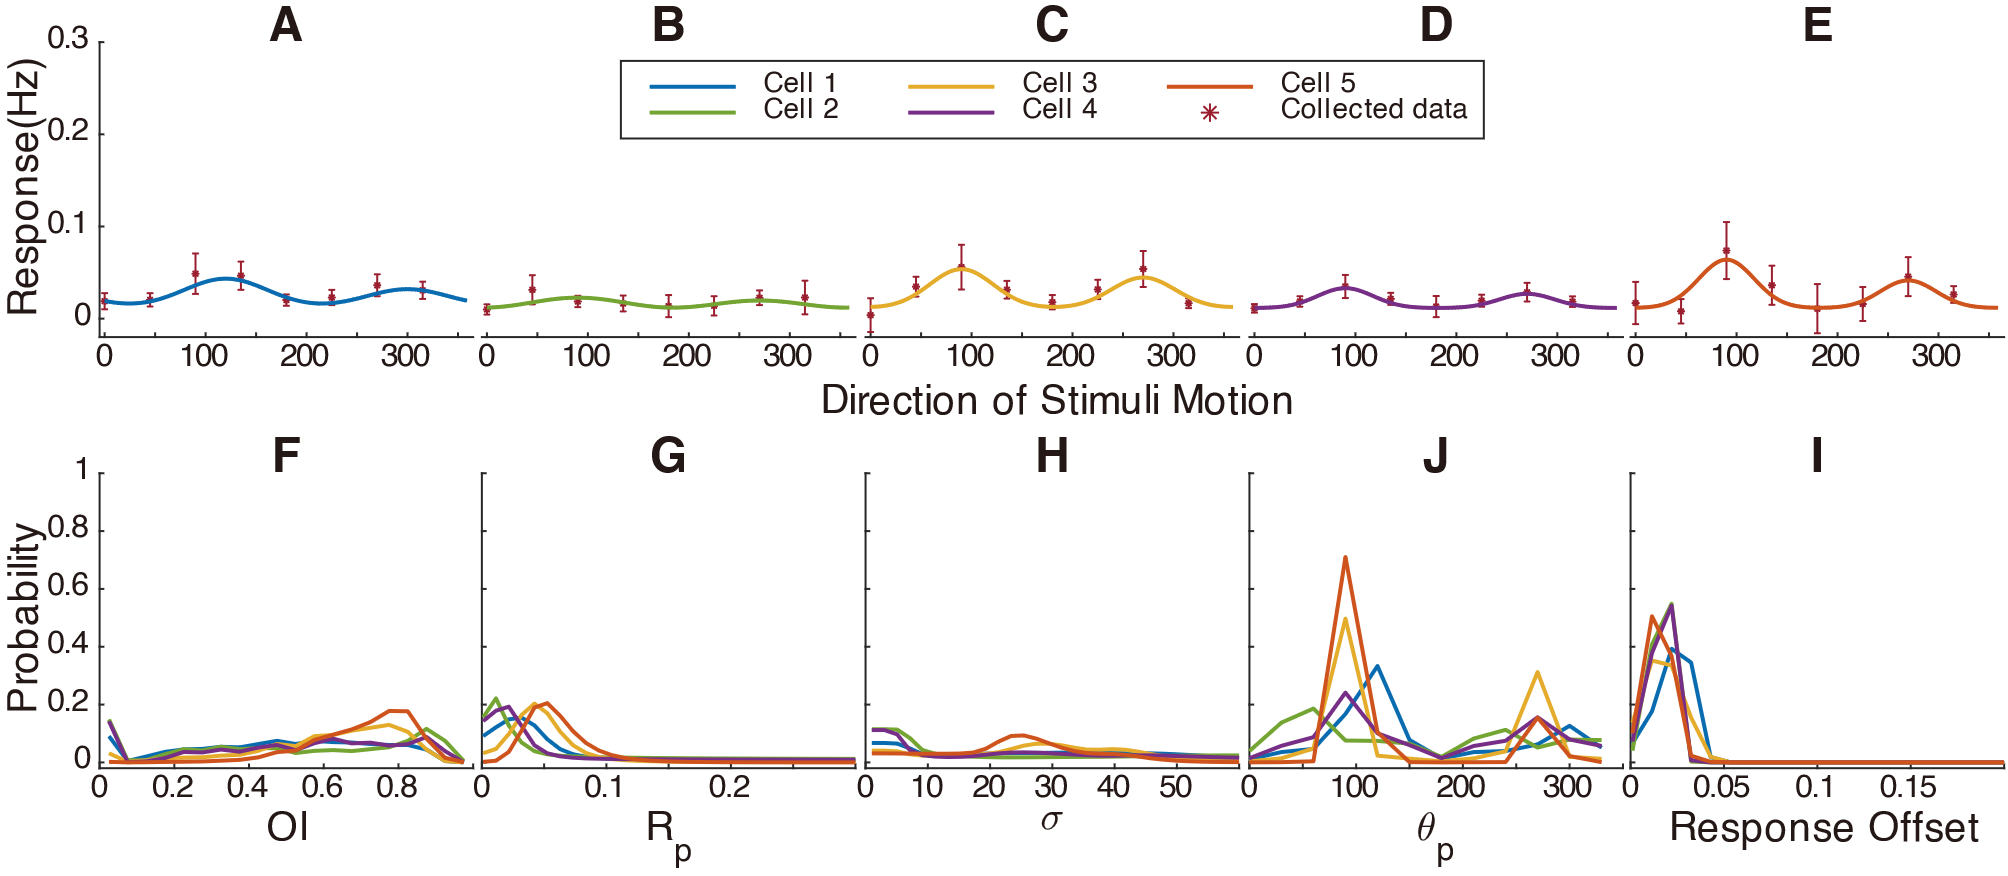 A B C D E
0.3
0.2
0.1
0
Response(Hz)
Cell 1 Cell 3 Cell 5
Cell 2 Cell 4 Collected data
0 100 200 300 0 100 200 300 0 100 200 300 0 100 200 300 0 100 200 300
Direction of Stimuli Motion
F G H J I
1
0.8
0.6
0.4
0.2
0
Probability
0 0.2 0.4 0.6 0.8 0 0.1 0.2 0 10 20 30 40 50 0 100 200 300 0 0.05 0.1 0.15
OI Rp σ θp Response Offset